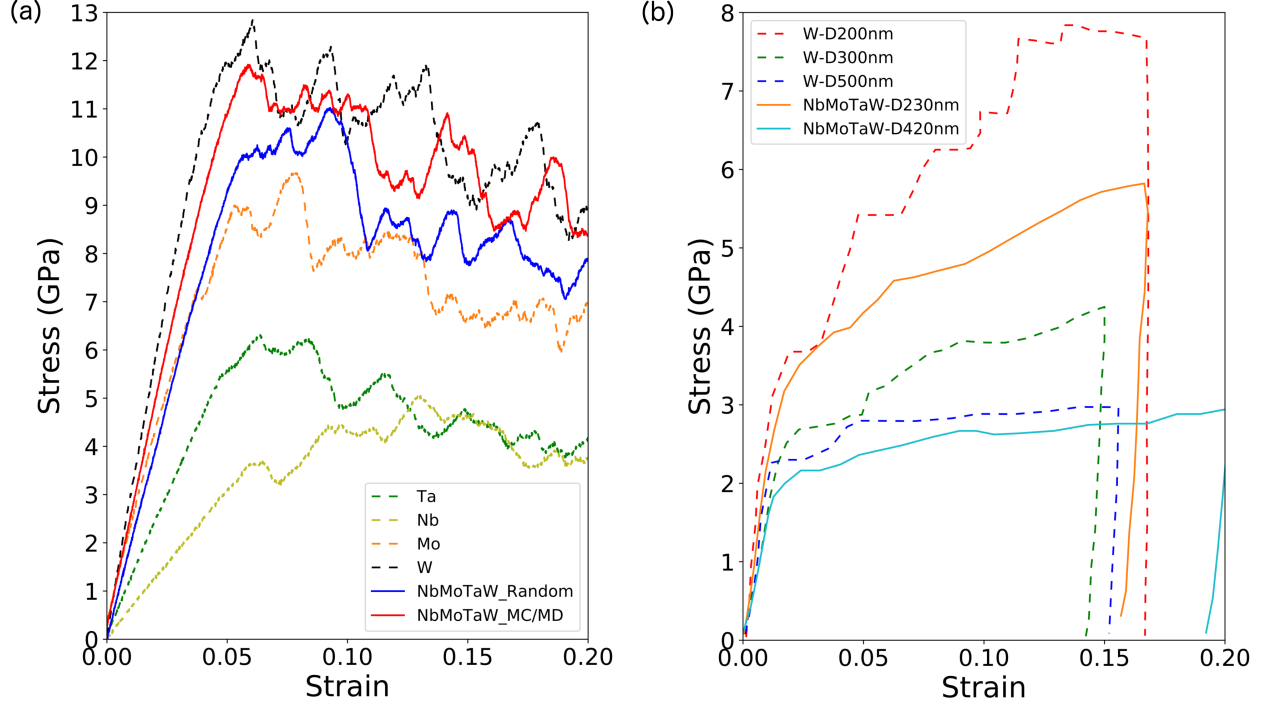 (a)
13
12
11
10
9
8
7
6
5
4
3
2
1
0
Stress (GPa)
Ta
Nb
Mo
W
NbMoTaW_Random
NbMoTaW_MC/MD
0.00
0.05
0.10
0.15
0.20
Strain
(b)
8
7
6
5
4
3
2
1
0
Stress (GPa)
W-D200nm
W-D300nm
W-D500nm
NbMoTaW-D230nm
NbMoTaW-D420nm
0.00
0.05
0.10
0.15
0.20
Strain